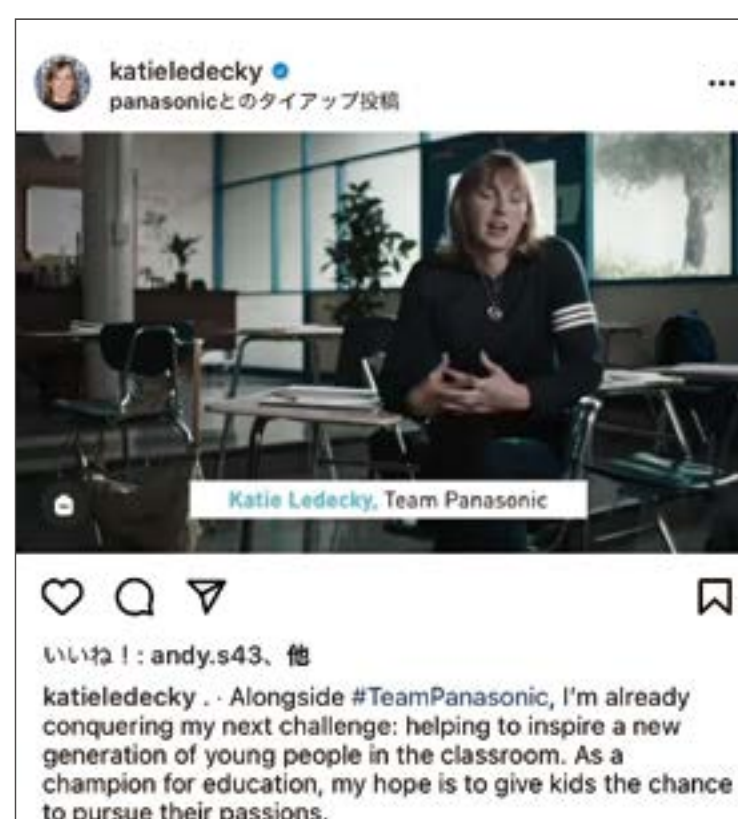 katieledecky
panasonicとのタイアップ投稿
Katie Ledecky, Team Panasonic
いいね！: andy.s43、他
katieledecky . · Alongside #TeamPanasonic, I'm already
conquering my next challenge: helping to inspire a new
generation of young people in the classroom. As a
champion for education, my hope is to give kids the chance
to pursue their passions.